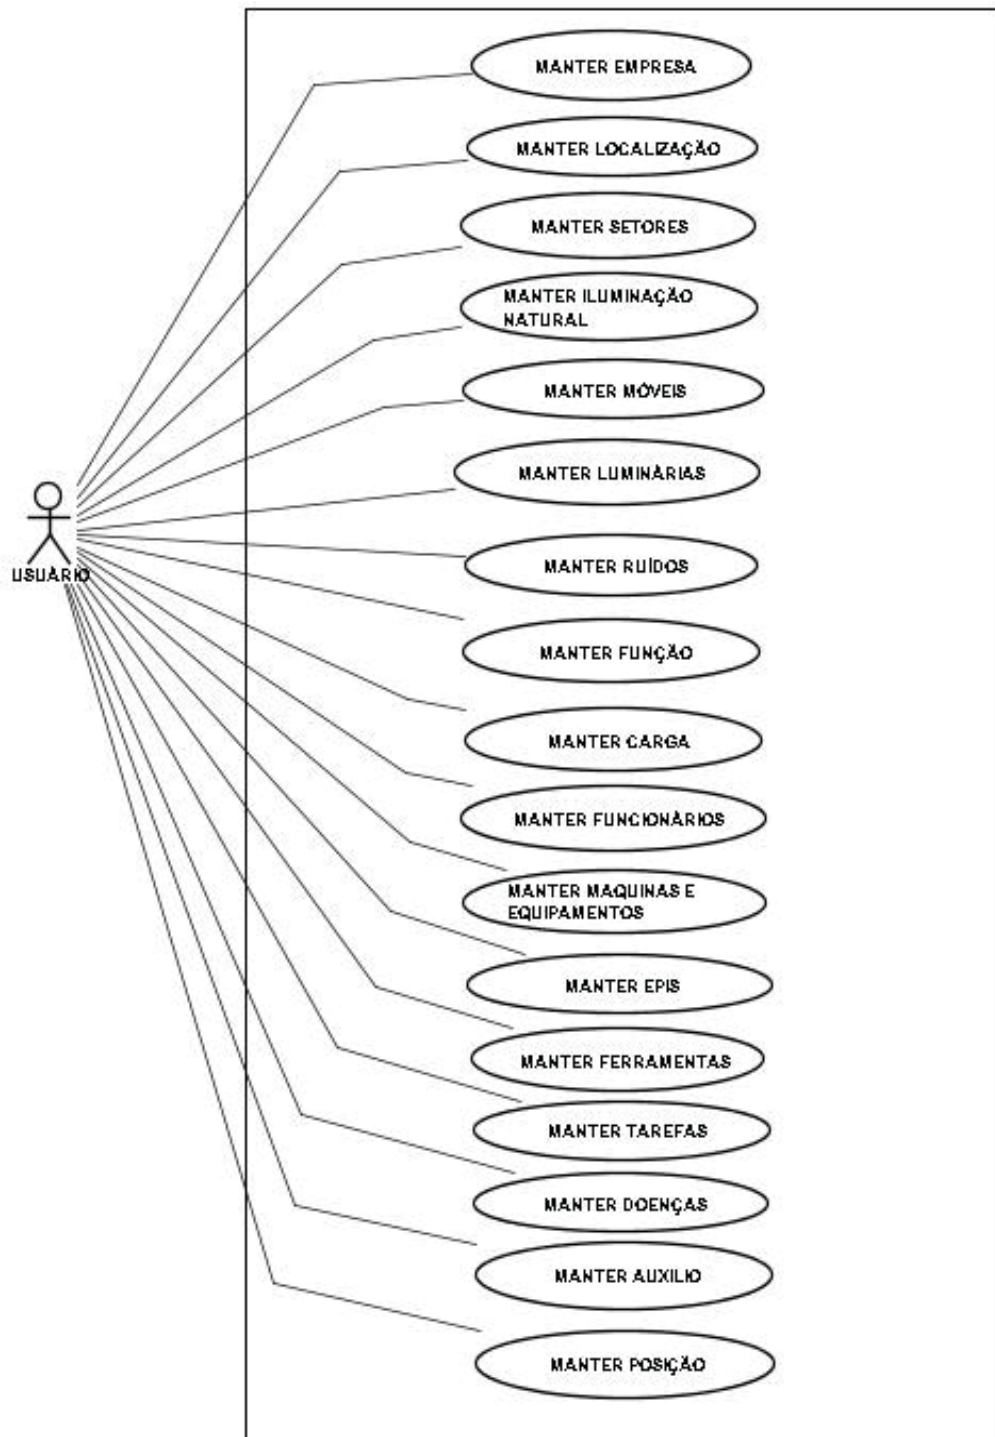 MANTER EMPRESA
MANTER LOCALIZAÇÃO
MANTER SETORES
MANTER ILUMINAÇÃO
NATURAL
MANTER MÓVEIS
MANTER LUMINÁRIAS
USUÁRIO
MANTER RUÍDOS
MANTER FUNÇÃO
MANTER CARGA
MANTER FUNCIONÁRIOS
MANTER MAQUINAS E
EQUIPAMENTOS
MANTER EPIS
MANTER FERRAMENTAS
MANTER TAREFAS
MANTER DOENÇAS
MANTER AUXILIO
MANTER POSIÇÃO